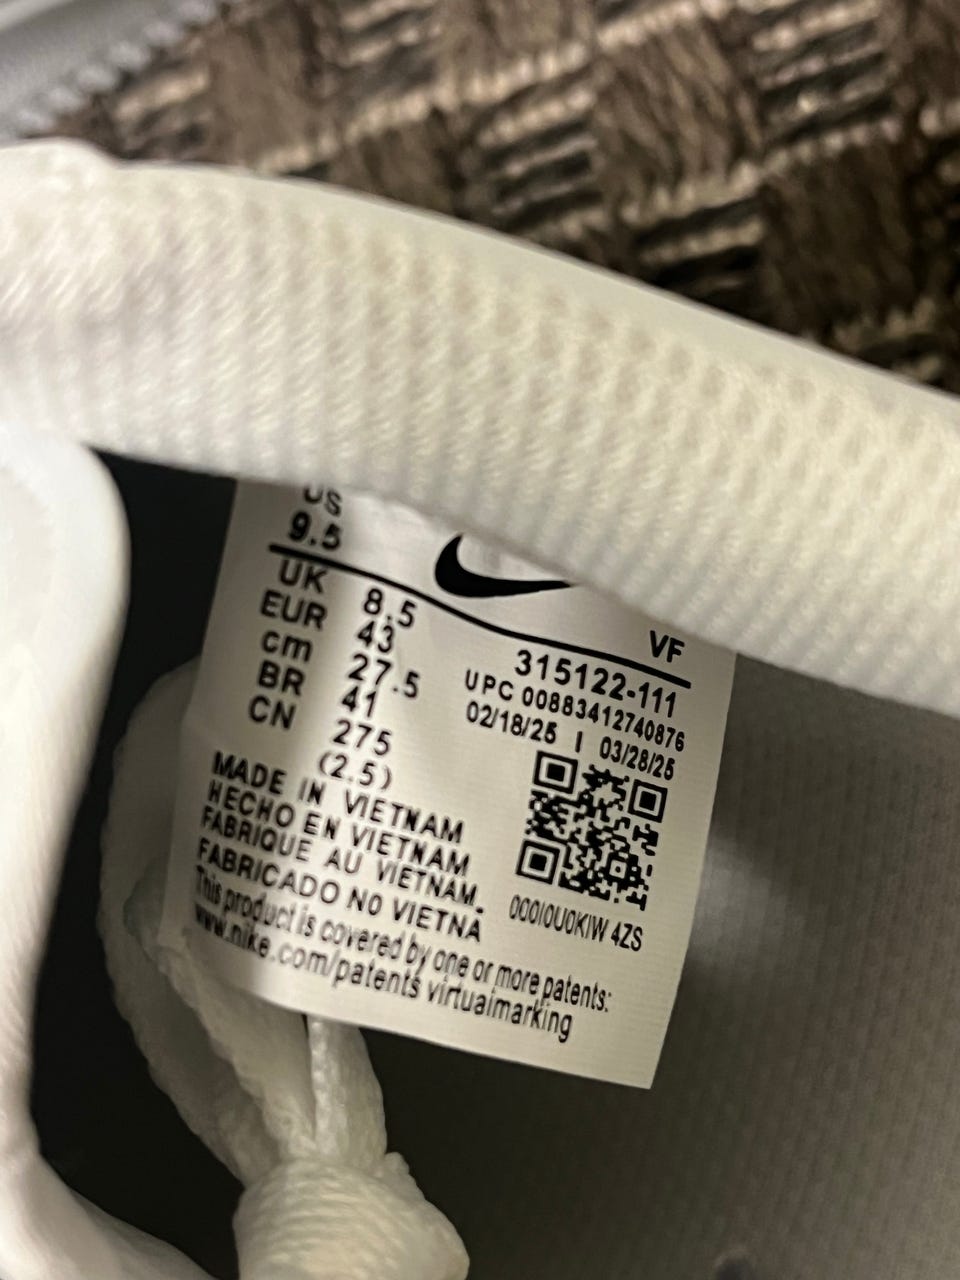 US
9.5
UK 8.5
EUR 43
cm 27.5
BR 41
CN 275
(2.5)
VF
315122-111
UPC 00883412740876
02/18/25 | 03/28/25
MADE IN VIETNAM
HECHO EN VIETNAM
FABRIQUE AU VIETNAM.
FABRICADO NO VIETNÃ
000I0U0KIW 4ZS
This product is covered by one or more patents:
www.nike.com/patents virtualmarking